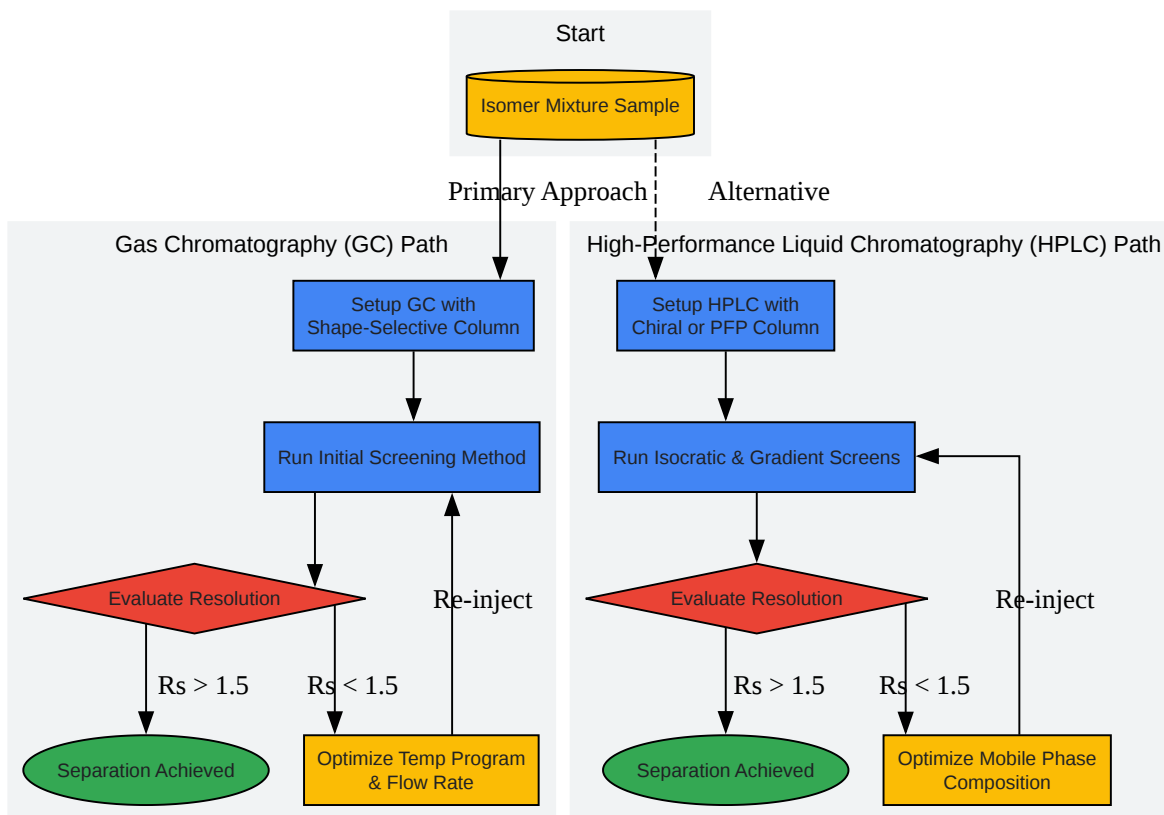 Start
Isomer Mixture Sample
Primary Approach
Alternative
Gas Chromatography (GC) Path
Setup GC with
Shape-Selective Column
Run Initial Screening Method
Evaluate Resolution
Re-inject
Rs > 1.5
Rs < 1.5
Separation Achieved
Optimize Temp Program
& Flow Rate
High-Performance Liquid Chromatography (HPLC) Path
Setup HPLC with
Chiral or PFP Column
Run Isocratic & Gradient Screens
Evaluate Resolution
Re-inject
Rs > 1.5
Rs < 1.5
Separation Achieved
Optimize Mobile Phase
Composition